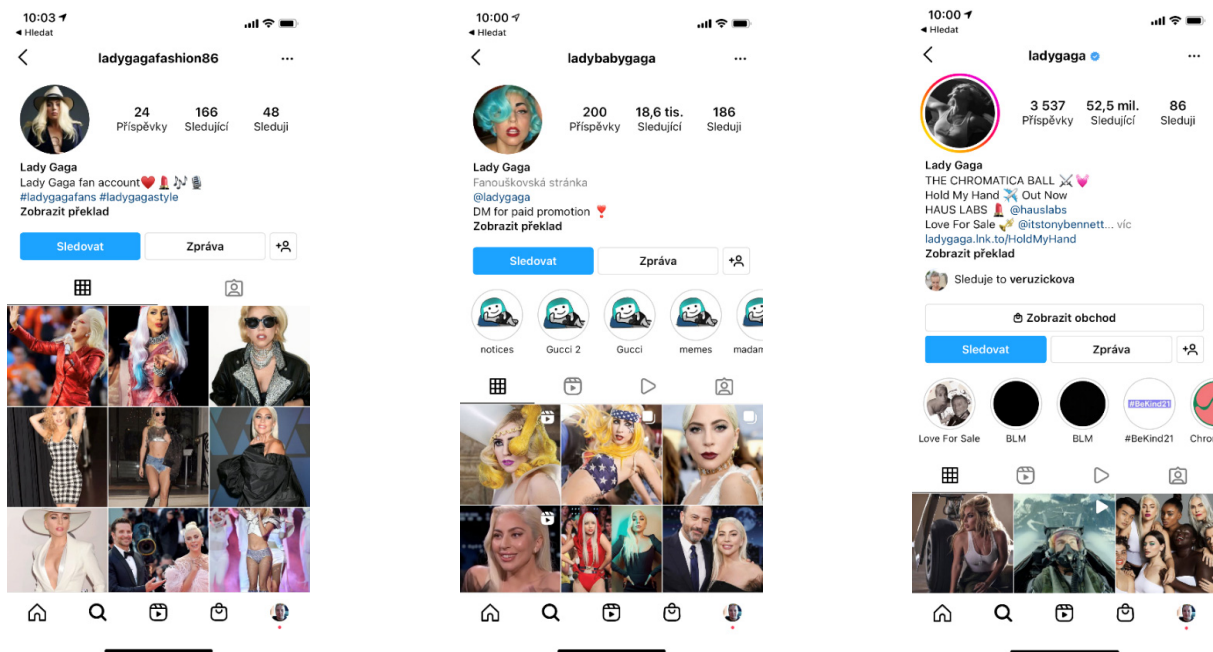 10:03
◄ Hledat
ladygagafashion86
24 166 48
Příspěvky Sledující Sleduji
Lady Gaga
Lady Gaga fan account
#ladygagafans #ladygagastyle
Zobrazit překlad
Sledovat Zpráva
10:00
◄ Hledat
ladybabygaga
200 18,6 tis. 186
Příspěvky Sledující Sleduji
Lady Gaga
Fanouškovská stránka
@ladygaga
DM for paid promotion
Zobrazit překlad
Sledovat Zpráva
notices Gucci 2 Gucci memes madam
10:00
◄ Hledat
ladygaga
3 537 52,5 mil. 86
Příspěvky Sledující Sleduji
Lady Gaga
THE CHROMATICA BALL
Hold My Hand Out Now
HAUS LABS @hauslabs
Love For Sale @itstonybennett... víc
ladygaga.lnk.to/HoldMyHand
Zobrazit překlad
Sleduje to veruzickova
Zobrazit obchod
Sledovat Zpráva
#BeKind21
Love For Sale BLM BLM #BeKind21 Chro